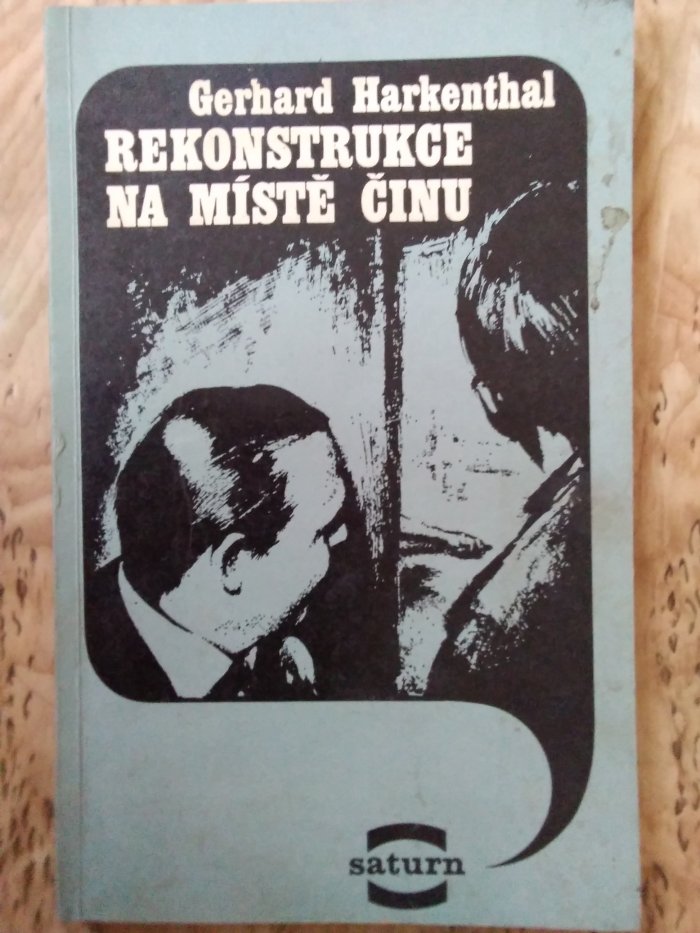 Gerhard Harkenthal
REKONSTRUKCE
NA MÍSTĚ ČINU
saturn